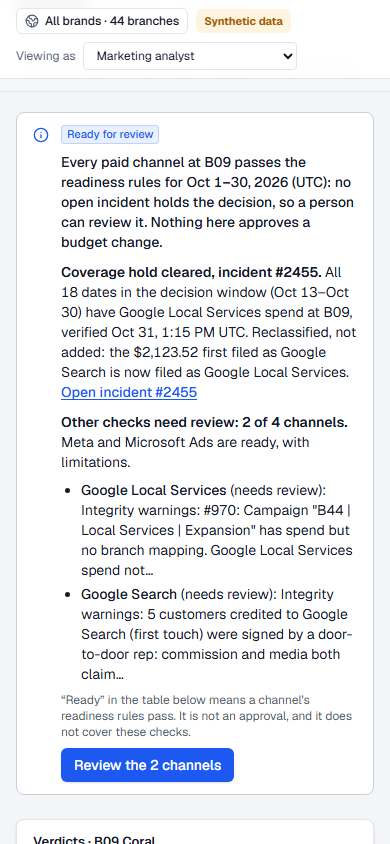 All brands · 44 branches
Synthetic data
Viewing as
Marketing analyst
Ready for review
Every paid channel at B09 passes the
readiness rules for Oct 1–30, 2026 (UTC): no
open incident holds the decision, so a person
can review it. Nothing here approves a
budget change.
Coverage hold cleared, incident #2455. All
18 dates in the decision window (Oct 13–Oct
30) have Google Local Services spend at B09,
verified Oct 31, 1:15 PM UTC. Reclassified, not
added: the $2,123.52 first filed as Google
Search is now filed as Google Local Services.
Open incident #2455
Other checks need review: 2 of 4 channels.
Meta and Microsoft Ads are ready, with
limitations.
• Google Local Services (needs review):
Integrity warnings: #970: Campaign "B44 |
Local Services | Expansion" has spend but
no branch mapping. Google Local Services
spend not…
• Google Search (needs review): Integrity
warnings: 5 customers credited to Google
Search (first touch) were signed by a door-
to-door rep: commission and media both
claim…
“Ready” in the table below means a channel's
readiness rules pass. It is not an approval, and it does
not cover these checks.
Review the 2 channels
Verdicts · B09 Coral